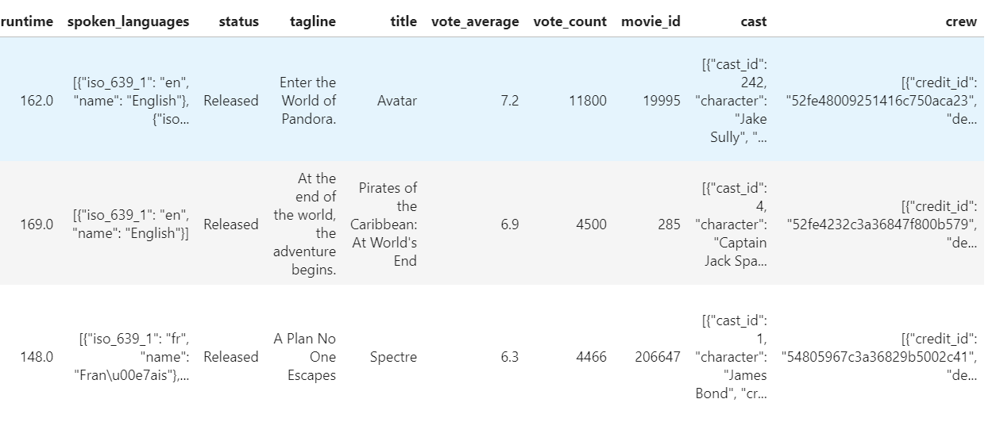 runtime spoken_languages status tagline title vote_average vote_count movie_id cast crew
162.0 [{"iso_639_1": "en", "name": "English"}, {"iso... Released Enter the World of Pandora. Avatar 7.2 11800 19995 [{"cast_id": 242, "character": "Jake Sully", "... [{"credit_id": "52fe48009251416c750aca23", "de...
169.0 [{"iso_639_1": "en", "name": "English"}] Released At the end of the world, the adventure begins. Pirates of the Caribbean: At World's End 6.9 4500 285 [{"cast_id": 4, "character": "Captain Jack Spa... [{"credit_id": "52fe4232c3a36847f800b579", "de...
148.0 [{"iso_639_1": "fr", "name": "Fran\u00e7ais"},... Released A Plan No One Escapes Spectre 6.3 4466 206647 [{"cast_id": 1, "character": "James Bond", "cr... [{"credit_id": "54805967c3a36829b5002c41", "de...